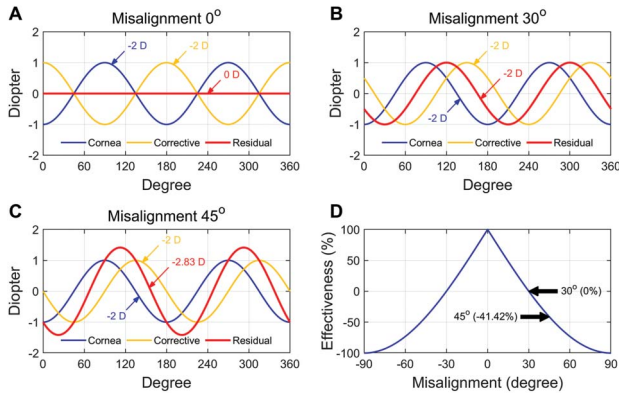 A
Misalignment 0°
Diopter
2
1
0
-1
-2
-2 D
-2 D
0 D
Cornea Corrective Residual
0 60 120 180 240 300 360
Degree
B
Misalignment 30°
Diopter
2
1
0
-1
-2
-2 D
-2 D
-2 D
Cornea Corrective Residual
0 60 120 180 240 300 360
Degree
C
Misalignment 45°
Diopter
2
1
0
-1
-2
-2 D
-2.83 D
-2 D
Cornea Corrective Residual
0 60 120 180 240 300 360
Degree
D
Effectiveness (%)
100
50
0
-50
-100
30° (0%)
45° (-41.42%)
-90 -60 -30 0 30 60 90
Misalignment (degree)